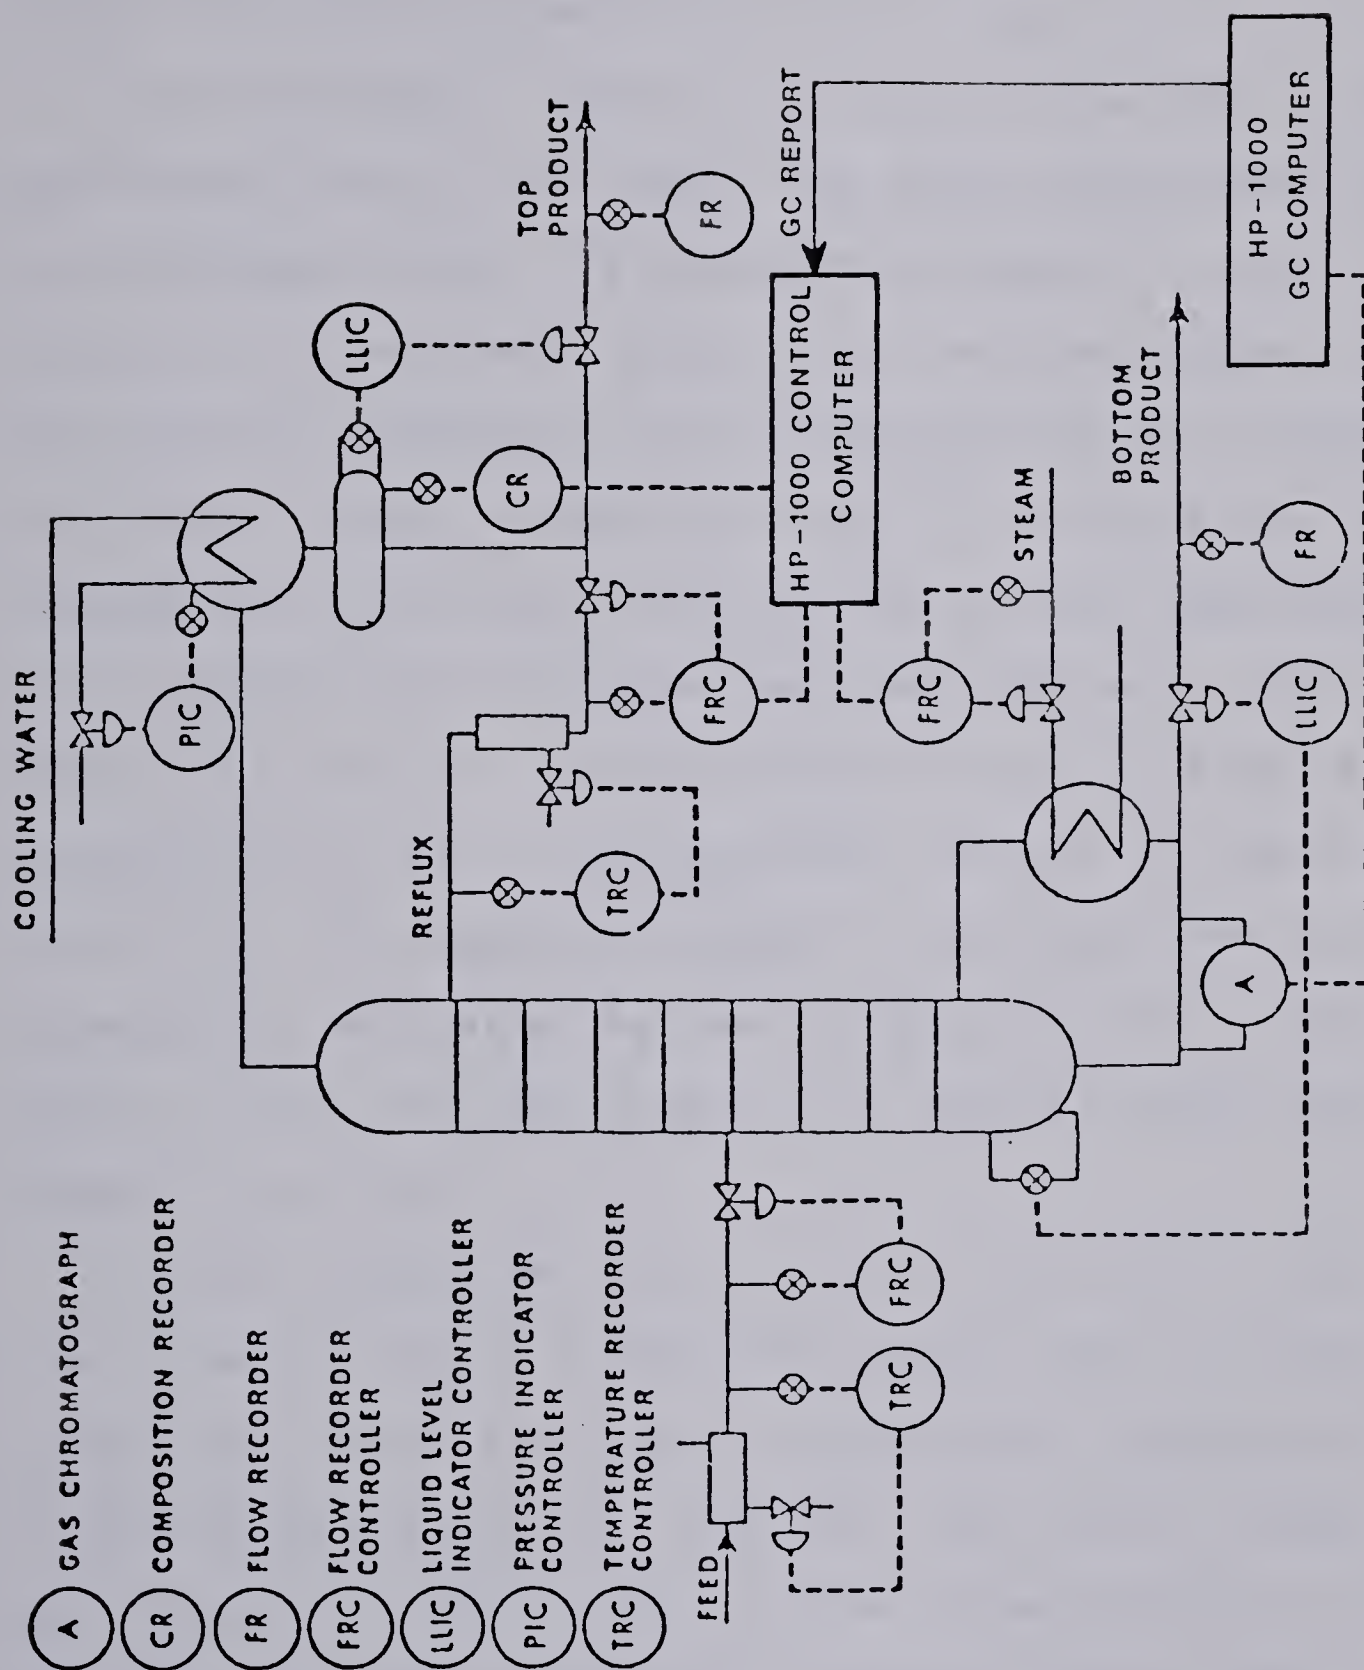 A GAS CHROMATOGRAPH
CR COMPOSITION RECORDER
FR FLOW RECORDER
FRC FLOW RECORDER
CONTROLLER
LLIC LIQUID LEVEL
INDICATOR CONTROLLER
PIC PRESSURE INDICATOR
CONTROLLER
TRC TEMPERATURE RECORDER
CONTROLLER
COOLING WATER
PIC
LLIC
CR
TOP
PRODUCT
FR
REFLUX
TRC
FRC
GC REPORT
HP-1000 CONTROL
COMPUTER
FEED
TRC
FRC
FRC
STEAM
BOTTOM
PRODUCT
A
LLIC
FR
HP-1000
GC COMPUTER